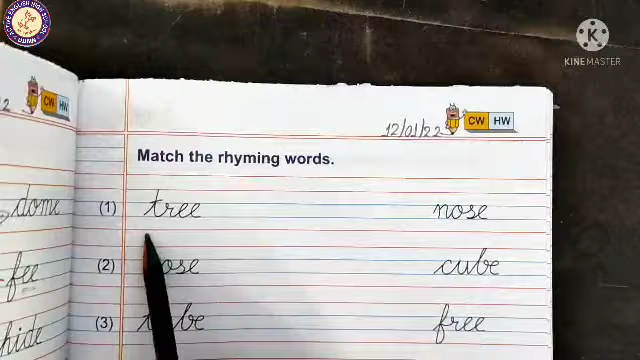 KINEMASTER
CW HW
CW HW
12/01/22
Match the rhyming words.
dome
(1) tree nose
fee
(2) ose cube
hide
(3) be free